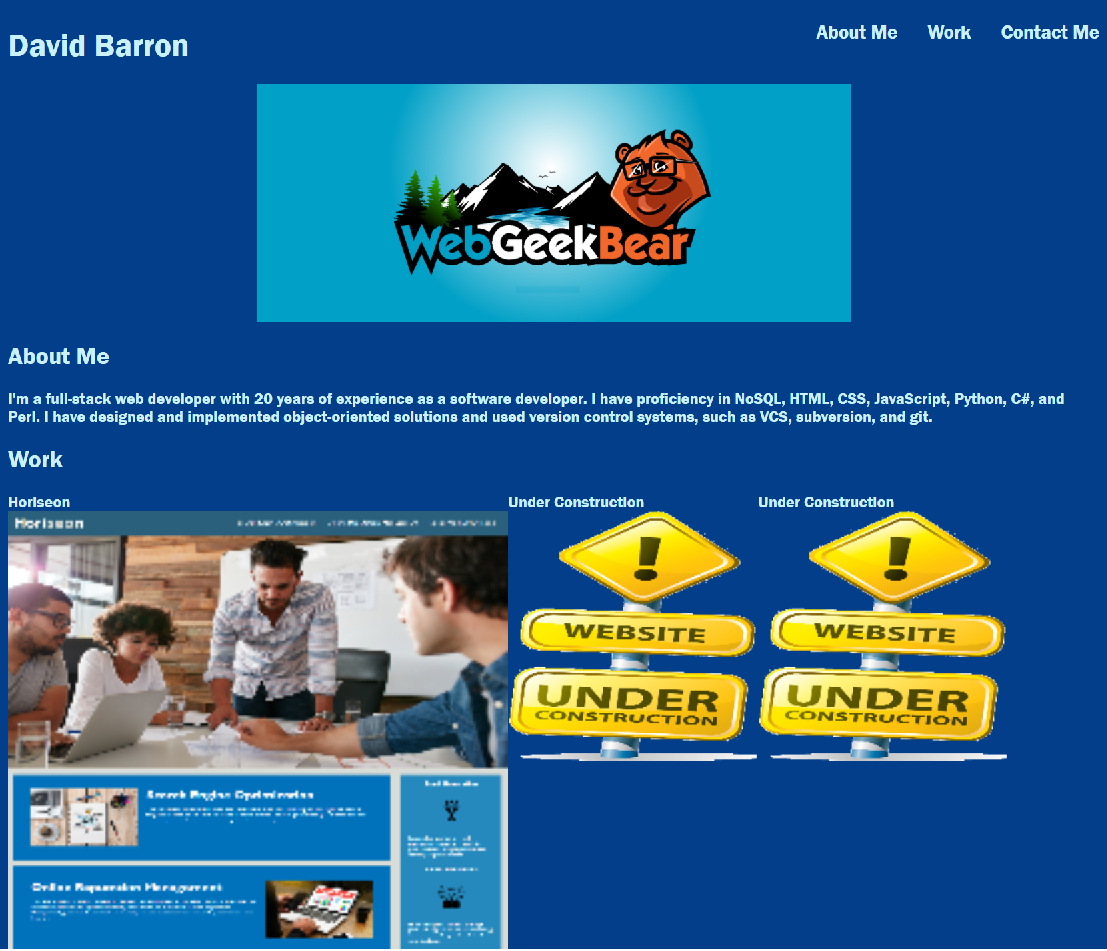 David Barron
About Me Work Contact Me
WebGeekBear
About Me
I'm a full-stack web developer with 20 years of experience as a software developer. I have proficiency in NoSQL, HTML, CSS, JavaScript, Python, C#, and
Perl. I have designed and implemented object-oriented solutions and used version control systems, such as VCS, subversion, and git.
Work
Horiseon
Under Construction
Under Construction
Horiseon
Search Engine Optimization
Online Reputation Management
WEBSITE
UNDER
CONSTRUCTION
WEBSITE
UNDER
CONSTRUCTION